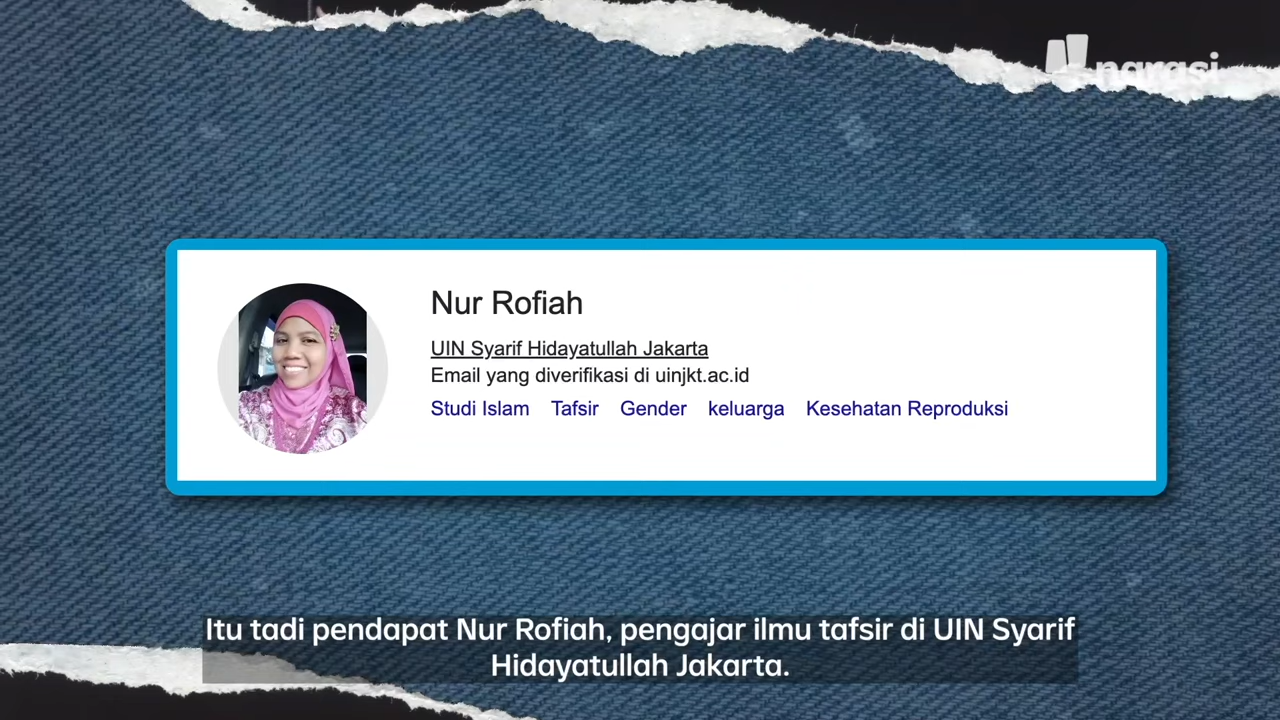 narasi
Nur Rofiah
UIN Syarif Hidayatullah Jakarta
Email yang diverifikasi di uinjkt.ac.id
Studi Islam Tafsir Gender keluarga Kesehatan Reproduksi
Itu tadi pendapat Nur Rofiah, pengajar ilmu tafsir di UIN Syarif
Hidayatullah Jakarta.